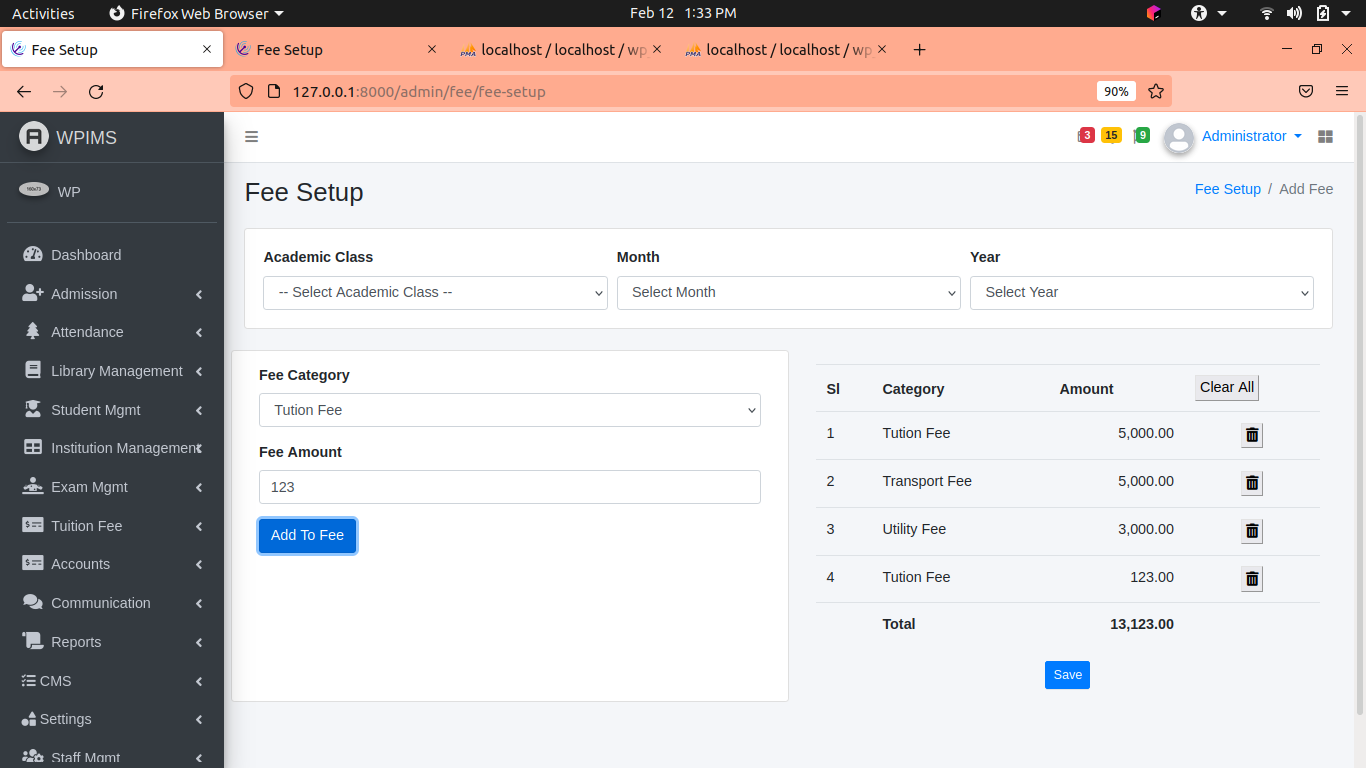 Activities Firefox Web Browser Feb 12 1:33 PM
Fee Setup Fee Setup localhost / localhost / wp localhost / localhost / wp
127.0.0.1:8000/admin/fee/fee-setup 90%
WPIMS
3 15 9 Administrator
WP
Fee Setup
Fee Setup / Add Fee
Dashboard
Admission
Attendance
Library Management
Student Mgmt
Institution Management
Exam Mgmt
Tuition Fee
Accounts
Communication
Reports
CMS
Settings
Staff Mgmt
Academic Class Month Year
-- Select Academic Class -- Select Month Select Year
Fee Category
Tution Fee
Fee Amount
123
Add To Fee
Sl Category Amount Clear All
1 Tution Fee 5,000.00
2 Transport Fee 5,000.00
3 Utility Fee 3,000.00
4 Tution Fee 123.00
Total 13,123.00
Save